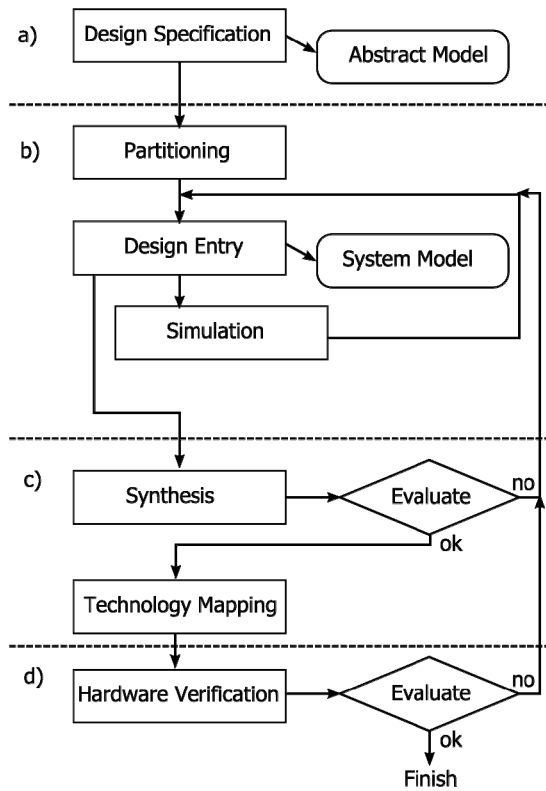 a)
Design Specification
Abstract Model
b)
Partitioning
Design Entry
System Model
Simulation
c)
Synthesis
Evaluate
no
ok
Technology Mapping
d)
Hardware Verification
Evaluate
no
ok
Finish